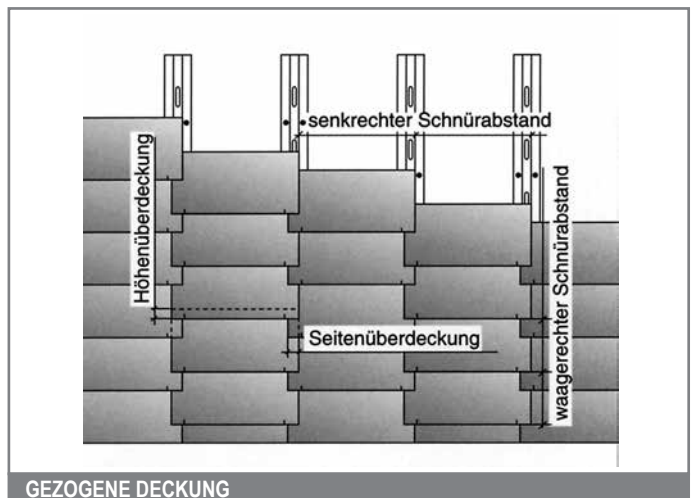 senkrechter Schnürabstand
Höhenüberdeckung
waagerechter Schnürabstand
Seitenüberdeckung
GEZOGENE DECKUNG